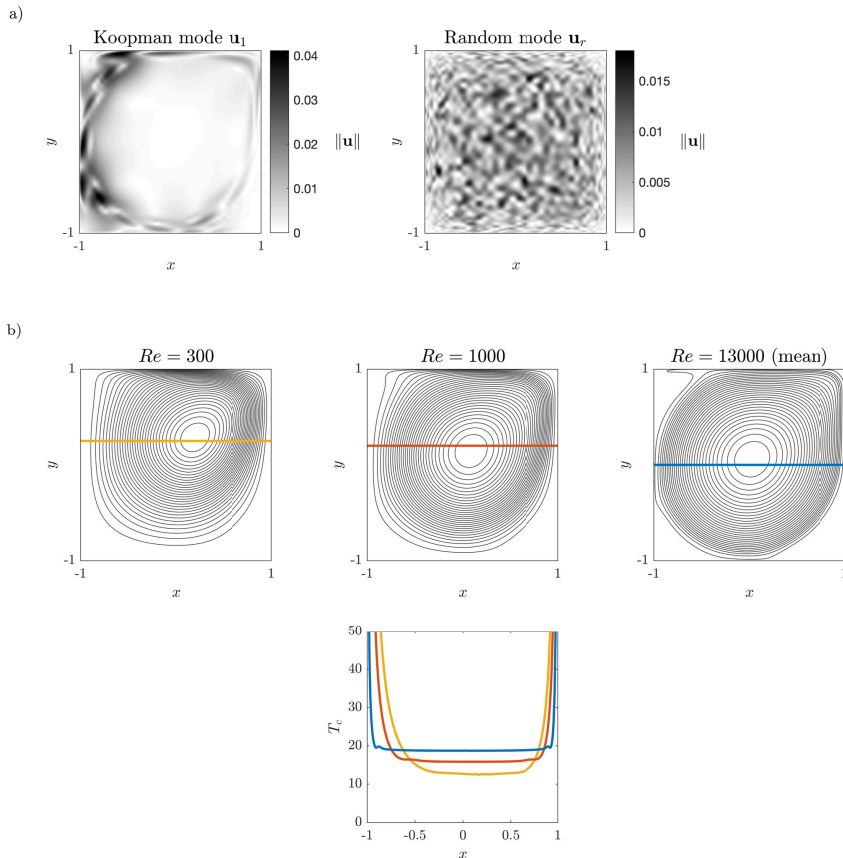 a)
Koopman mode u₁
1
y
-1
-1
1
x
0.04
0.03
0.02
0.01
0
‖u‖
Random mode uᵣ
1
y
-1
-1
1
x
0.015
0.01
0.005
0
‖u‖
b)
Re = 300
1
y
-1
-1
1
x
Re = 1000
1
y
-1
-1
1
x
Re = 13000 (mean)
1
y
-1
-1
1
x
50
40
30
20
10
0
T_c
-1
-0.5
0
0.5
1
x